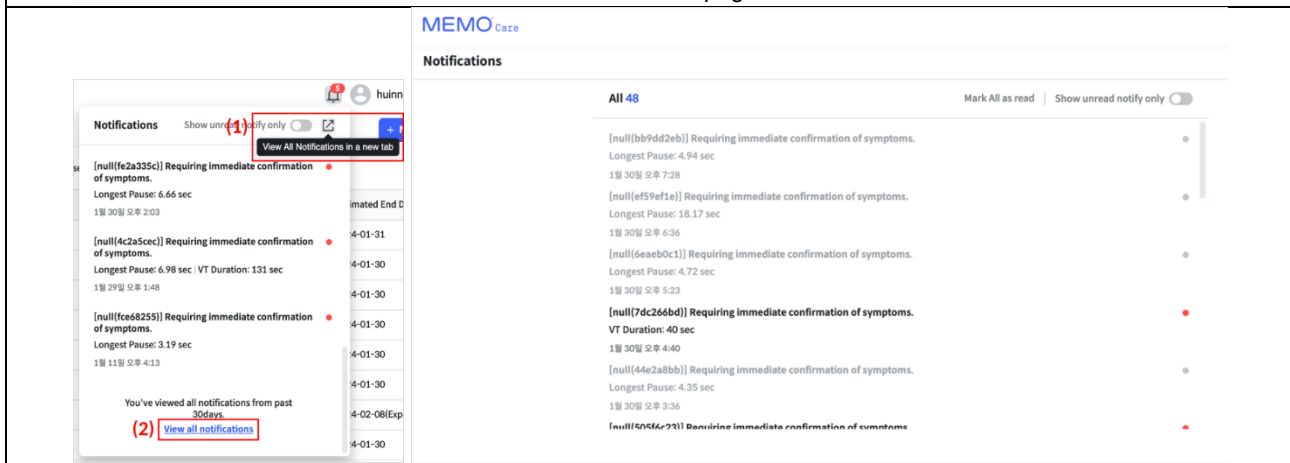 MEMO Care
Notifications
huinn
Notifications
Show unread notify only
(1)
View All Notifications in a new tab
[null(fe2a335c)] Requiring immediate confirmation
of symptoms.
Longest Pause: 6.66 sec
1월 30일 오후 2:03
[null(4c2a5cec)] Requiring immediate confirmation
of symptoms.
Longest Pause: 6.98 sec | VT Duration: 131 sec
1월 29일 오후 1:48
[null(fce68255)] Requiring immediate confirmation
of symptoms.
Longest Pause: 3.19 sec
1월 11일 오후 4:13
You've viewed all notifications from past
30days.
(2) View all notifications
imated End D
4-01-31
4-01-30
4-01-30
4-01-30
4-01-30
4-01-30
4-02-08(Exp
4-01-30
All 48
Mark All as read | Show unread notify only
[null(bb9dd2eb)] Requiring immediate confirmation of symptoms.
Longest Pause: 4.94 sec
1월 30일 오후 7:28
[null(ef59ef1e)] Requiring immediate confirmation of symptoms.
Longest Pause: 18.17 sec
1월 30일 오후 6:36
[null(6eaeb0c1)] Requiring immediate confirmation of symptoms.
Longest Pause: 4.72 sec
1월 30일 오후 5:23
[null(7dc266bd)] Requiring immediate confirmation of symptoms.
VT Duration: 40 sec
1월 30일 오후 4:40
[null(44e2a8bb)] Requiring immediate confirmation of symptoms.
Longest Pause: 4.35 sec
1월 30일 오후 3:36
[null(505f6c23)] Requiring immediate confirmation of symptoms